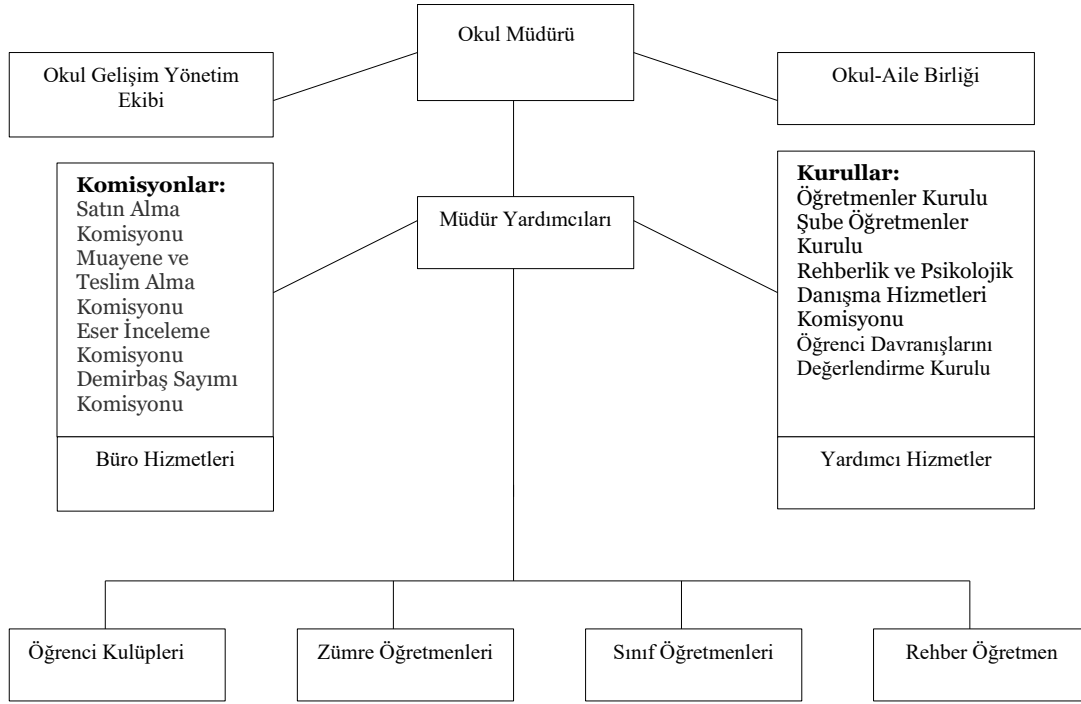 Okul Müdürü
Okul Gelişim Yönetim
Ekibi
Okul-Aile Birliği
Komisyonlar:
Satın Alma
Komisyonu
Muayene ve
Teslim Alma
Komisyonu
Eser İnceleme
Komisyonu
Demirbaş Sayımı
Komisyonu
Müdür Yardımcıları
Kurullar:
Öğretmenler Kurulu
Şube Öğretmenler
Kurulu
Rehberlik ve Psikolojik
Danışma Hizmetleri
Komisyonu
Öğrenci Davranışlarını
Değerlendirme Kurulu
Büro Hizmetleri
Yardımcı Hizmetler
Öğrenci Kulüpleri
Zümre Öğretmenleri
Sınıf Öğretmenleri
Rehber Öğretmen